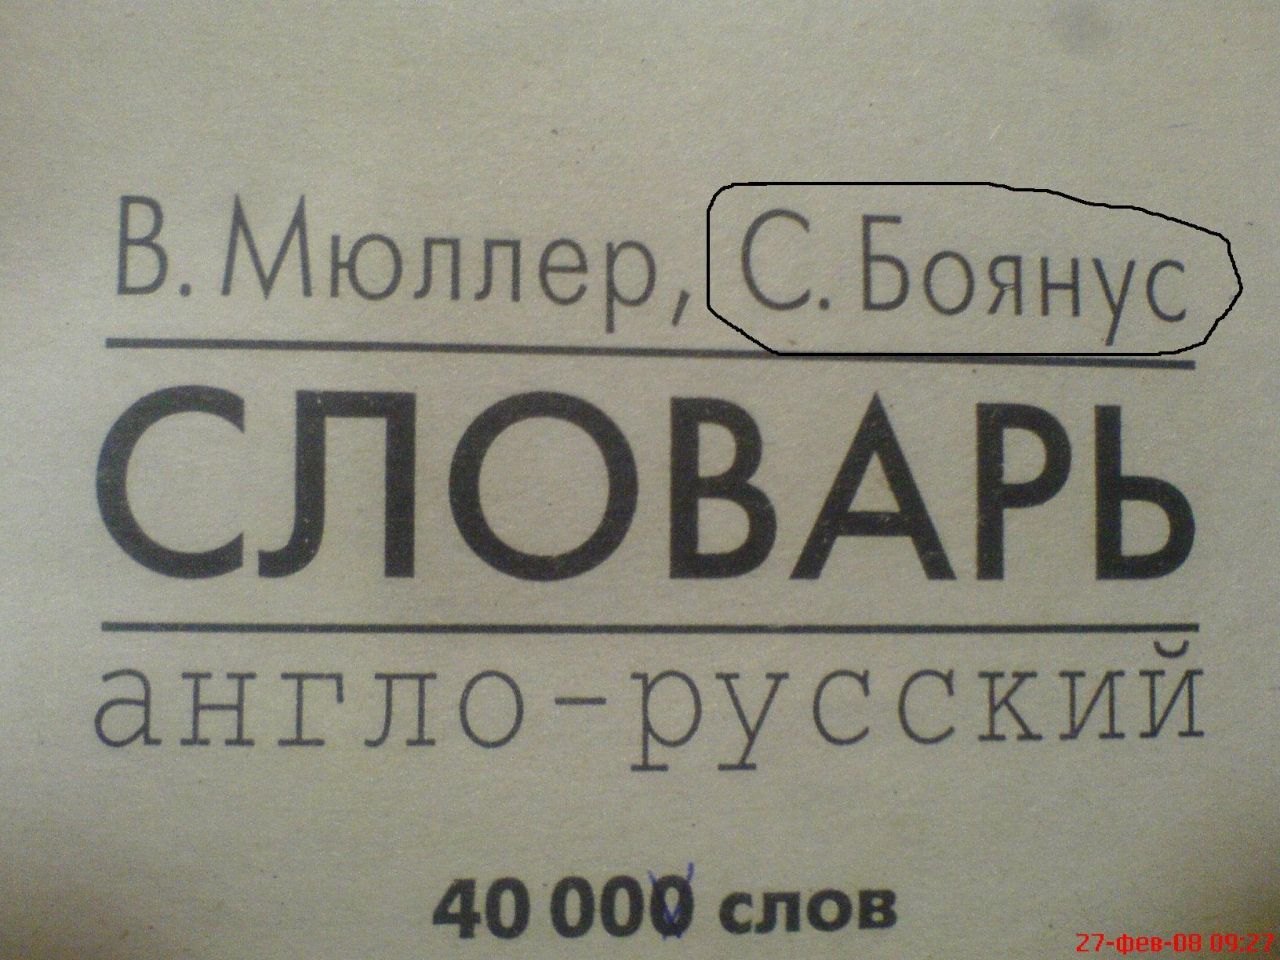 В. Мюллер, С. Боянус
СЛОВАРЬ
англо-русский
40 000 слов
27-фев-08 09:27